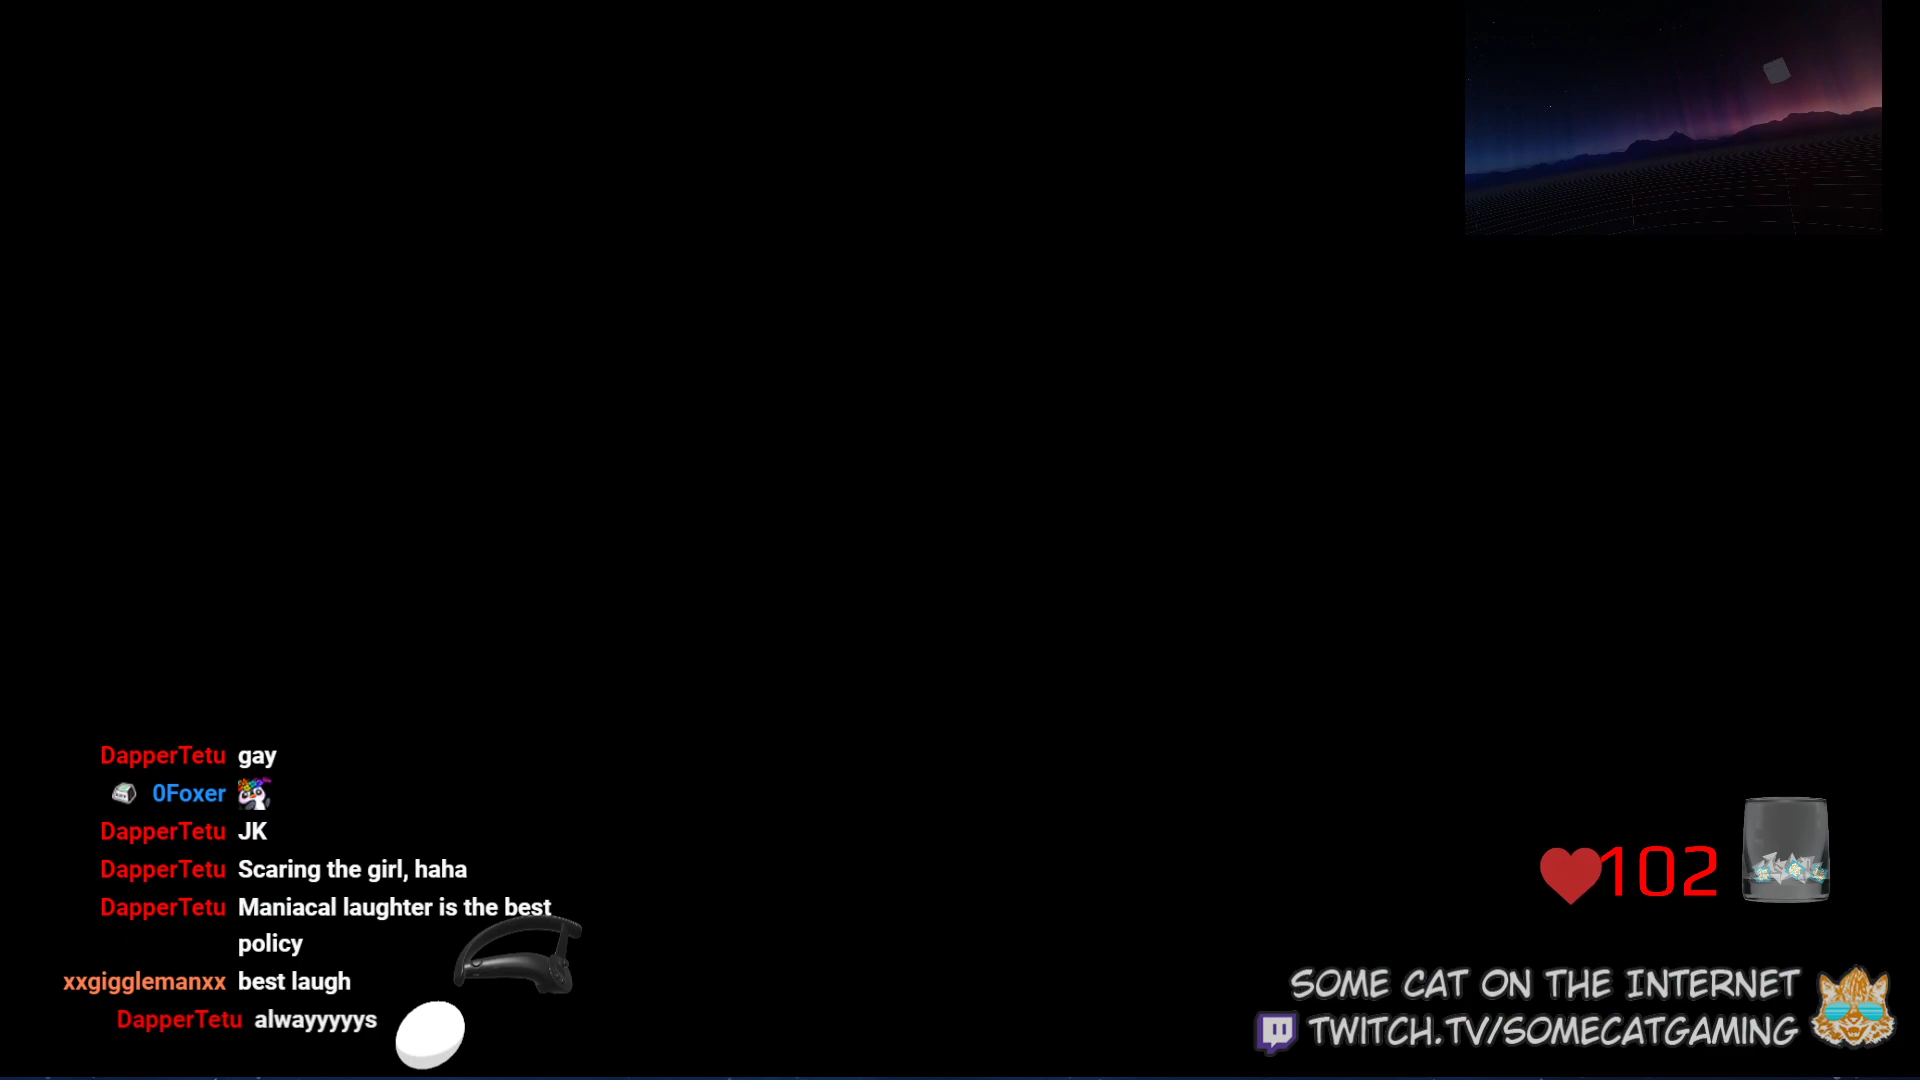 DapperTetu gay
0Foxer
DapperTetu JK
DapperTetu Scaring the girl, haha
DapperTetu Maniacal laughter is the best
policy
xxgigglemanxx best laugh
DapperTetu alwayyyyys
102
SOME CAT ON THE INTERNET
TWITCH.TV/SOMECATGAMING